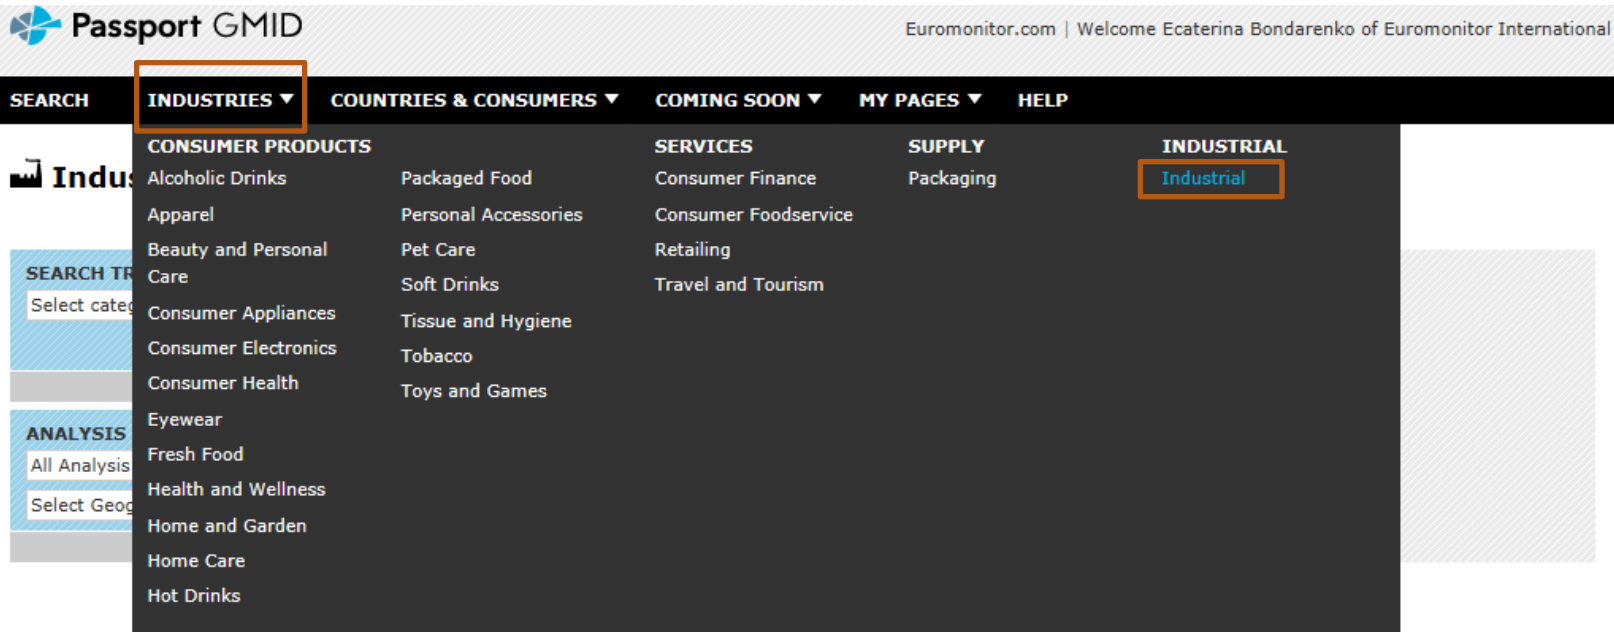 Passport GMID
Euromonitor.com | Welcome Ecaterina Bondarenko of Euromonitor International
SEARCH
INDUSTRIES ▼
COUNTRIES & CONSUMERS ▼
COMING SOON ▼
MY PAGES ▼
HELP
CONSUMER PRODUCTS
Alcoholic Drinks
Apparel
Beauty and Personal
Care
Consumer Appliances
Consumer Electronics
Consumer Health
Eyewear
Fresh Food
Health and Wellness
Home and Garden
Home Care
Hot Drinks
Packaged Food
Personal Accessories
Pet Care
Soft Drinks
Tissue and Hygiene
Tobacco
Toys and Games
SERVICES
Consumer Finance
Consumer Foodservice
Retailing
Travel and Tourism
SUPPLY
Packaging
INDUSTRIAL
Industrial
Indus
SEARCH TR
Select categ
ANALYSIS
All Analysis
Select Geog